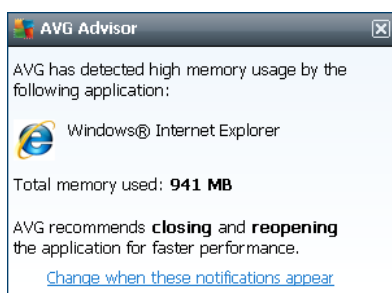 AVG Advisor
AVG has detected high memory usage by the
following application:
Windows® Internet Explorer
Total memory used: 941 MB
AVG recommends closing and reopening
the application for faster performance.
Change when these notifications appear